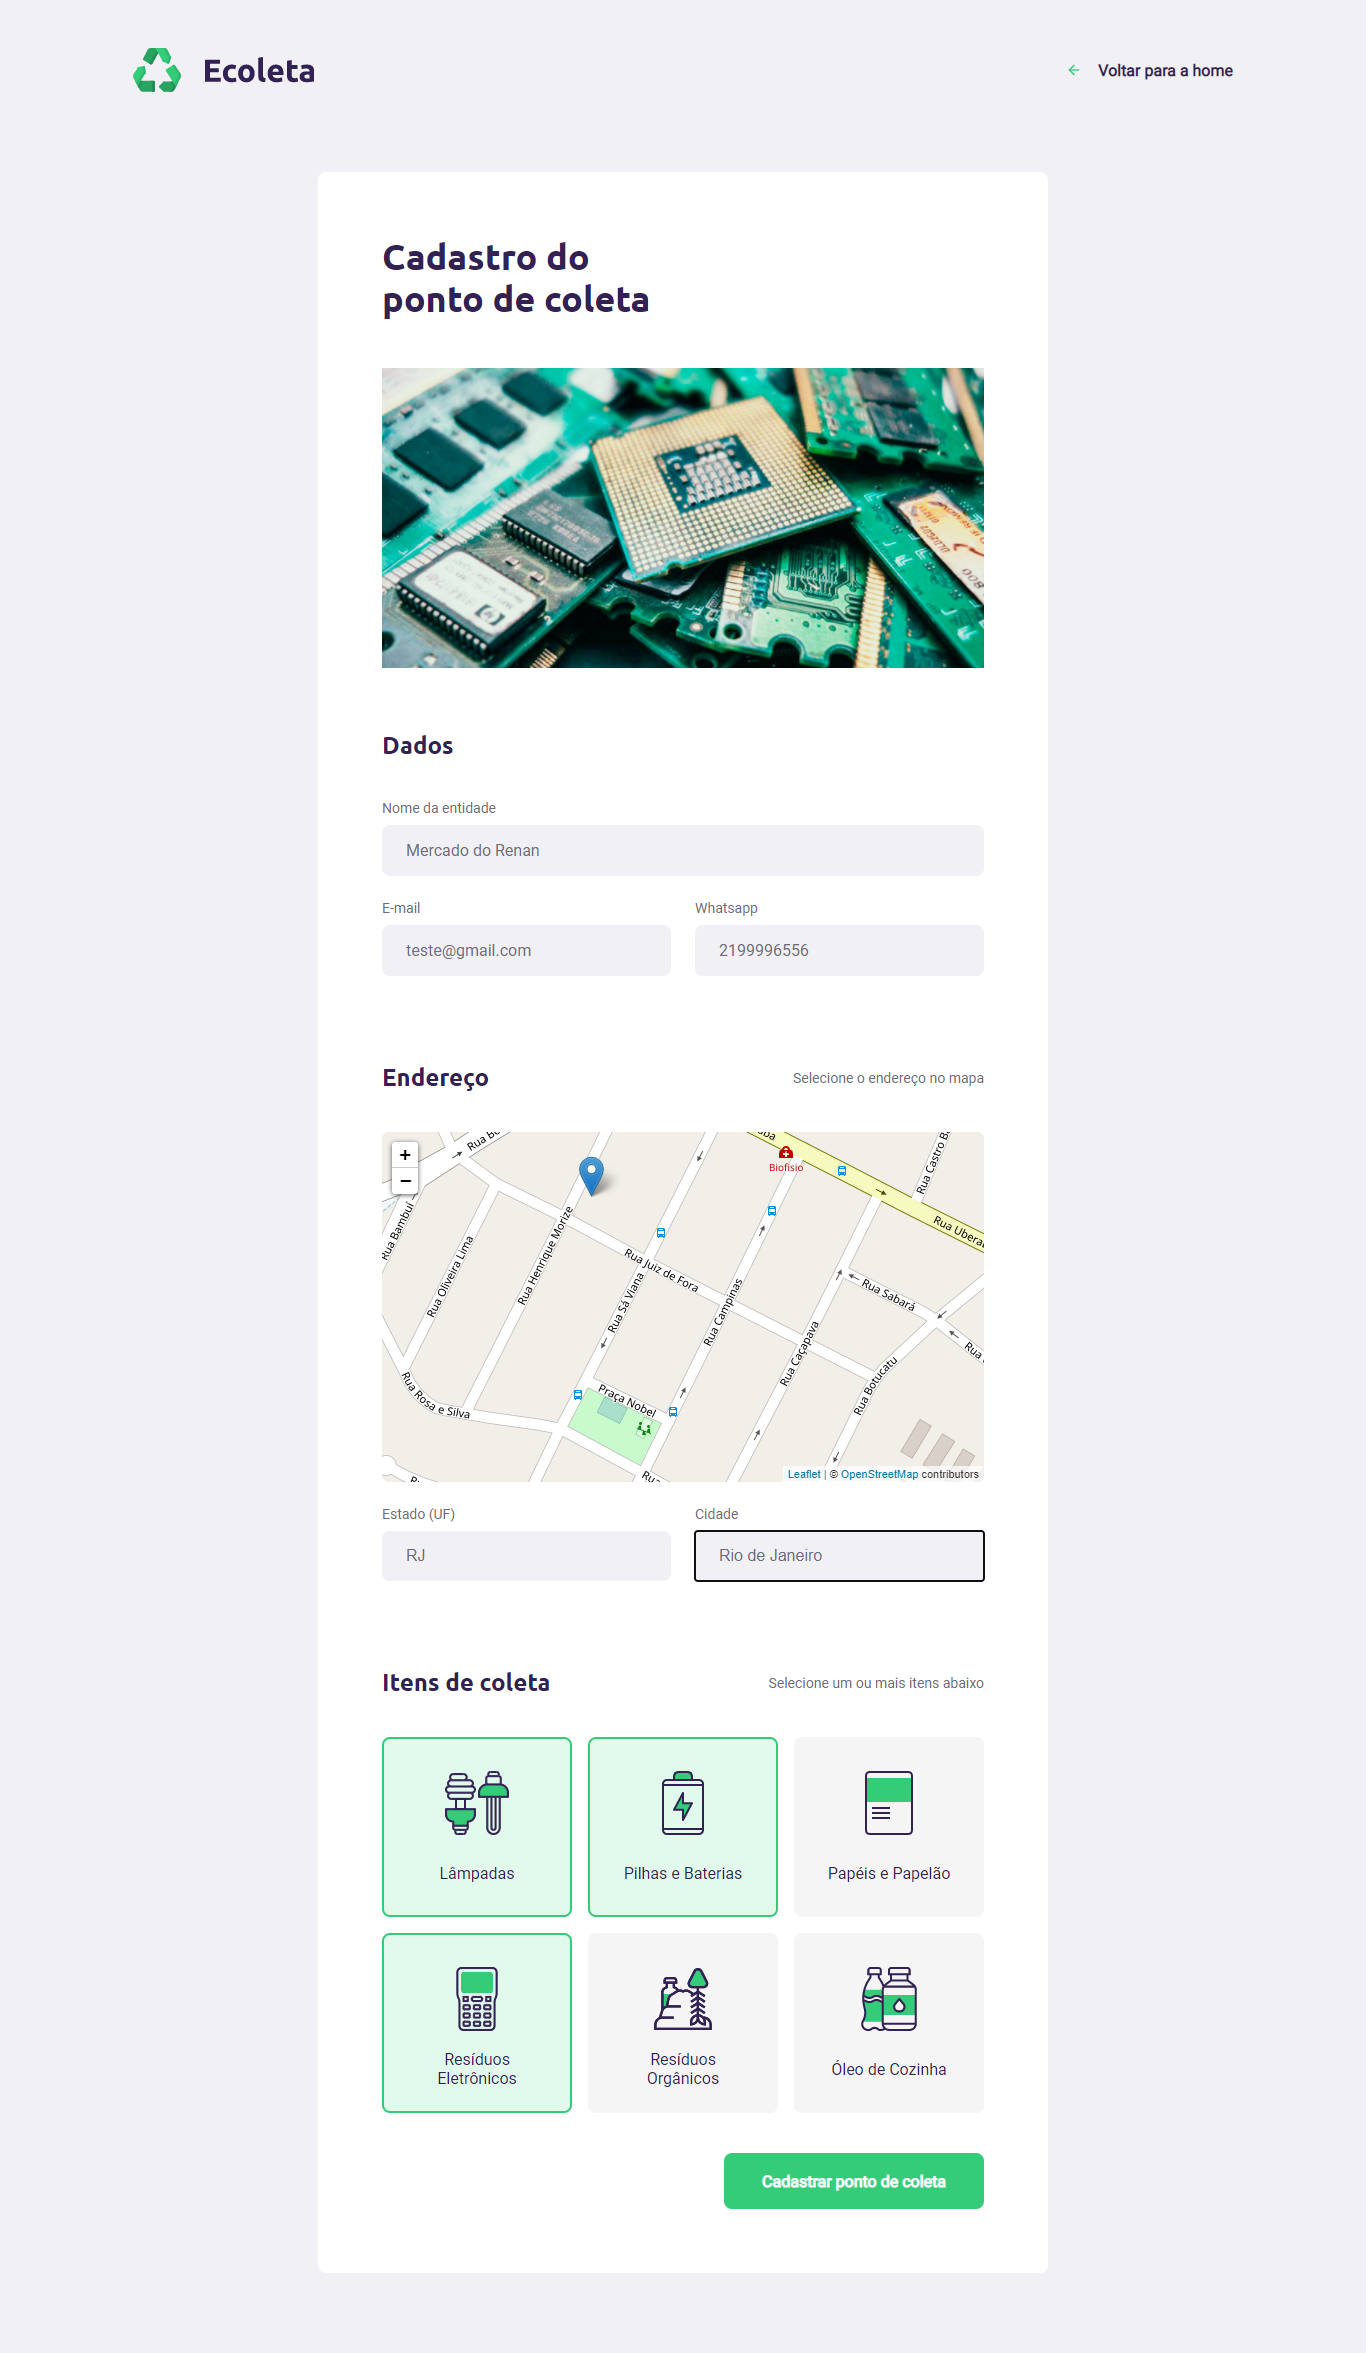 Ecoleta
Voltar para a home
Cadastro do
ponto de coleta
Dados
Nome da entidade
Mercado do Renan
E-mail
Whatsapp
teste@gmail.com
2199996556
Endereço
Selecione o endereço no mapa
+
−
Biofisio
Rua Castro B
Rua Bambuí
Rua Oliveira Lima
Rua Henrique Morize
Rua Juiz de Fora
Rua Sá Viana
Rua Campinas
Rua Caçapava
Rua Sabará
Rua Botucatu
Rua Rosa e Silva
Praça Nobel
Rua
Leaflet | © OpenStreetMap contributors
Estado (UF)
Cidade
RJ
Rio de Janeiro
Itens de coleta
Selecione um ou mais itens abaixo
Lâmpadas
Pilhas e Baterias
Papéis e Papelão
Resíduos
Eletrônicos
Resíduos
Orgânicos
Óleo de Cozinha
Cadastrar ponto de coleta